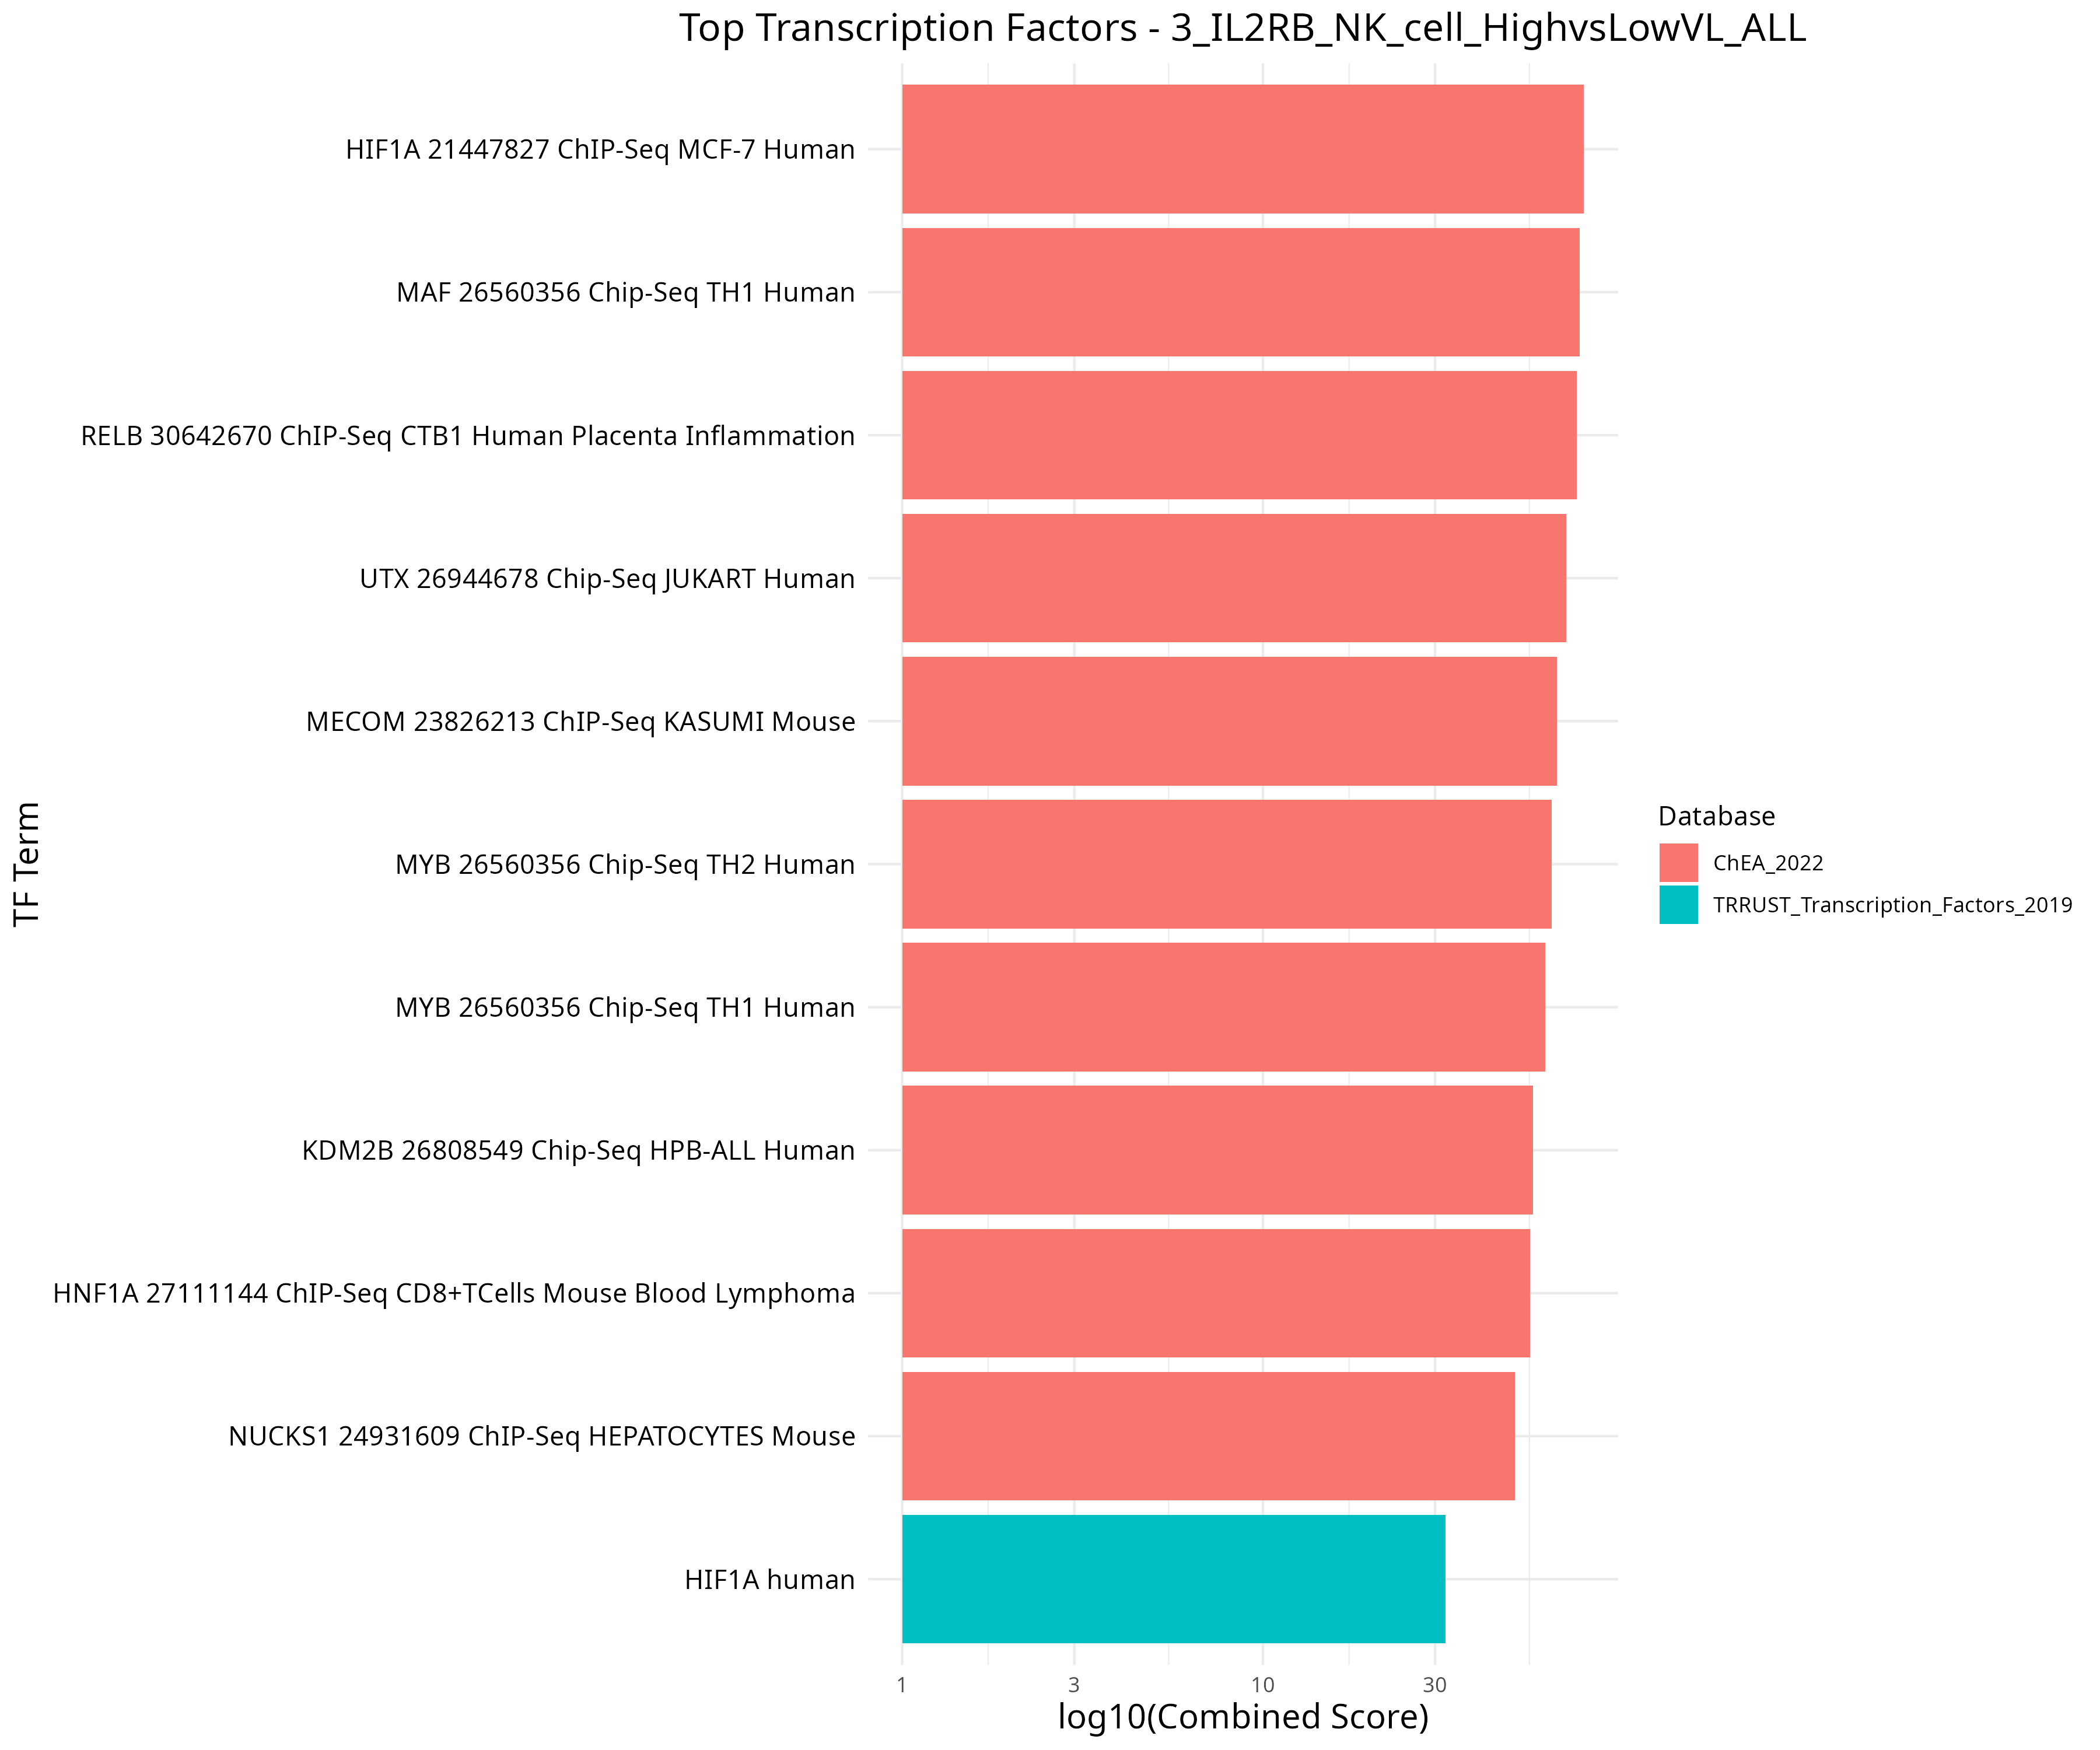 Top Transcription Factors - 3_IL2RB_NK_cell_HighvsLowVL_ALL
HIF1A 21447827 ChIP-Seq MCF-7 Human
MAF 26560356 Chip-Seq TH1 Human
RELB 30642670 ChIP-Seq CTB1 Human Placenta Inflammation
UTX 26944678 Chip-Seq JUKART Human
MECOM 23826213 ChIP-Seq KASUMI Mouse
MYB 26560356 Chip-Seq TH2 Human
MYB 26560356 Chip-Seq TH1 Human
KDM2B 26808549 Chip-Seq HPB-ALL Human
HNF1A 27111144 ChIP-Seq CD8+TCells Mouse Blood Lymphoma
NUCKS1 24931609 ChIP-Seq HEPATOCYTES Mouse
HIF1A human
TF Term
1 3 10 30
log10(Combined Score)
Database
ChEA_2022
TRRUST_Transcription_Factors_2019